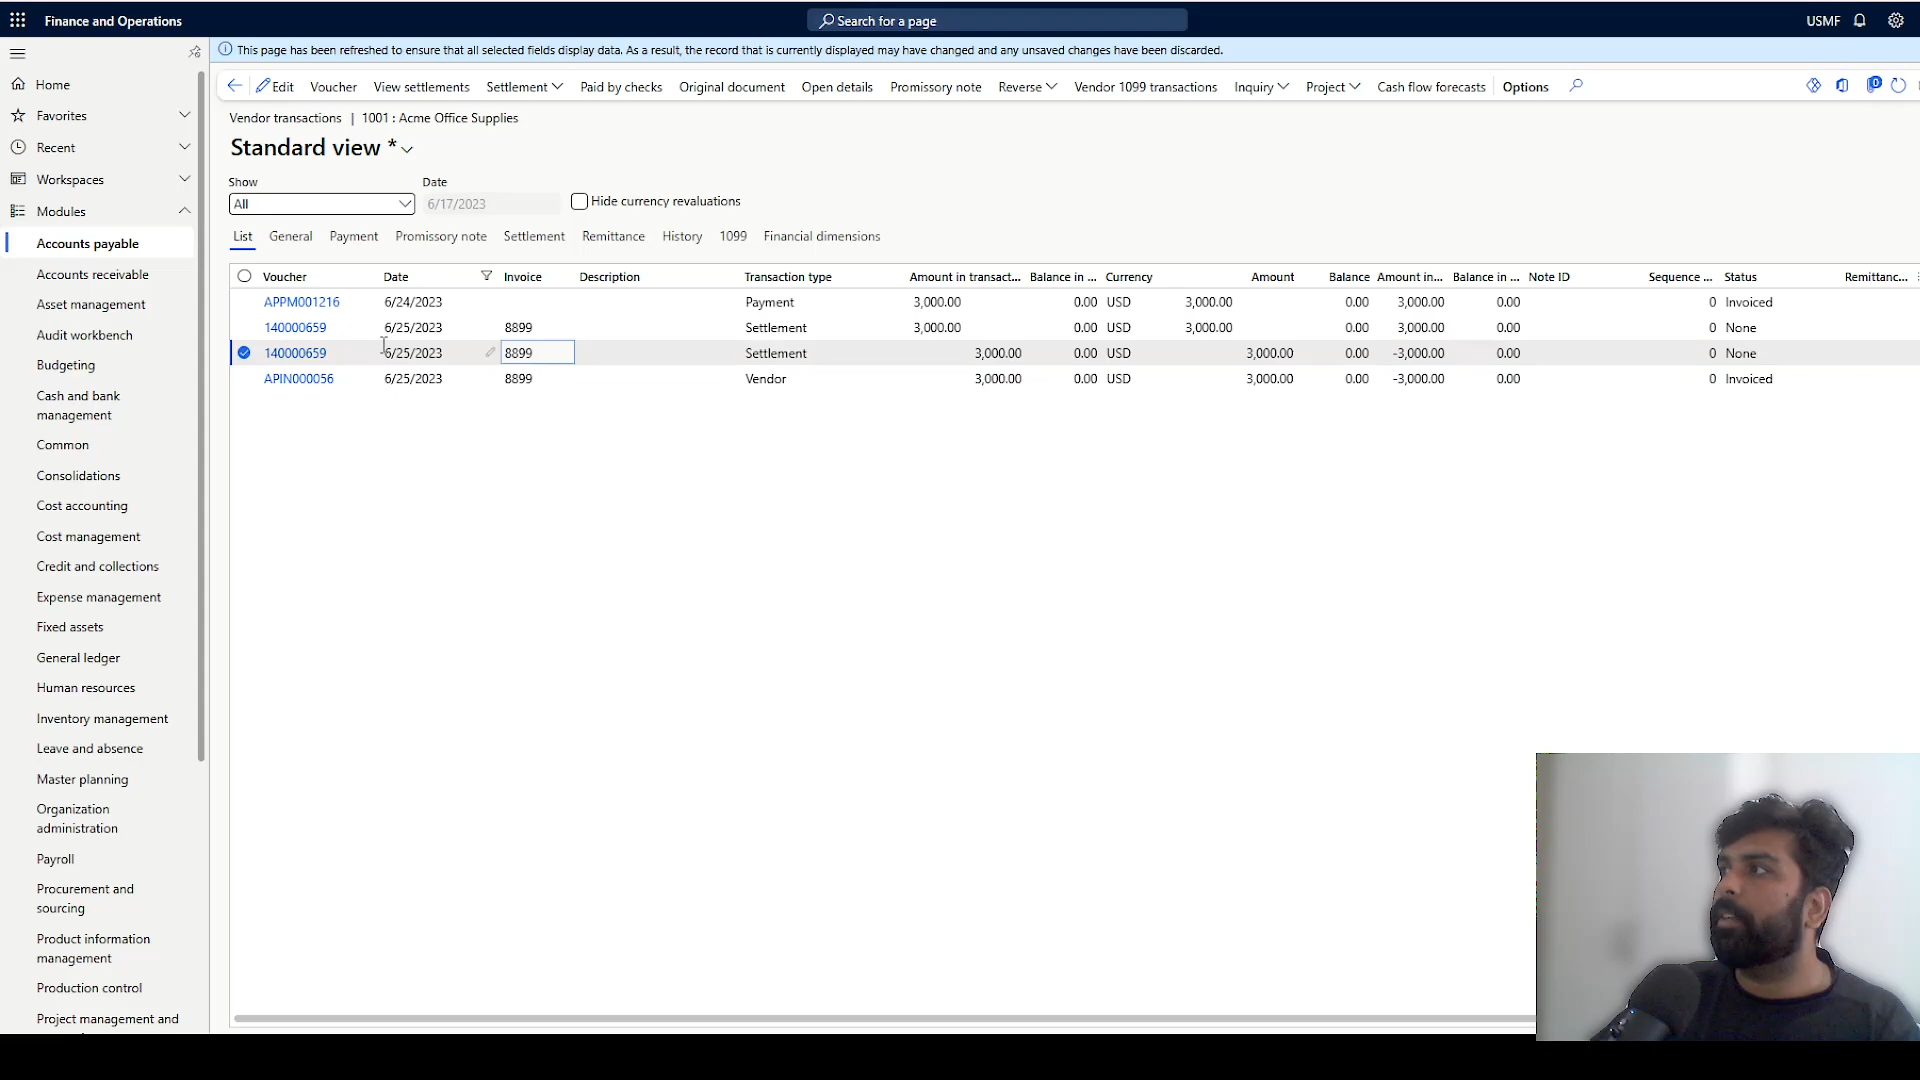 Finance and Operations
Search for a page
USMF
This page has been refreshed to ensure that all selected fields display data. As a result, the record that is currently displayed may have changed and any unsaved changes have been discarded.
Edit Voucher View settlements Settlement Paid by checks Original document Open details Promissory note Reverse Vendor 1099 transactions Inquiry Project Cash flow forecasts Options
0
Vendor transactions | 1001 : Acme Office Supplies
Standard view *
Show
Date
All
6/17/2023
Hide currency revaluations
List General Payment Promissory note Settlement Remittance History 1099 Financial dimensions
Voucher Date Invoice Description Transaction type Amount in transact... Balance in ... Currency Amount Balance Amount in... Balance in ... Note ID Sequence ... Status Remittanc...
APPM001216 6/24/2023 Payment 3,000.00 0.00 USD 3,000.00 0.00 3,000.00 0.00 0 Invoiced
140000659 6/25/2023 8899 Settlement 3,000.00 0.00 USD 3,000.00 0.00 3,000.00 0.00 0 None
140000659 6/25/2023 8899 Settlement 3,000.00 0.00 USD 3,000.00 0.00 -3,000.00 0.00 0 None
APIN000056 6/25/2023 8899 Vendor 3,000.00 0.00 USD 3,000.00 0.00 -3,000.00 0.00 0 Invoiced
Home
Favorites
Recent
Workspaces
Modules
Accounts payable
Accounts receivable
Asset management
Audit workbench
Budgeting
Cash and bank
management
Common
Consolidations
Cost accounting
Cost management
Credit and collections
Expense management
Fixed assets
General ledger
Human resources
Inventory management
Leave and absence
Master planning
Organization
administration
Payroll
Procurement and
sourcing
Product information
management
Production control
Project management and